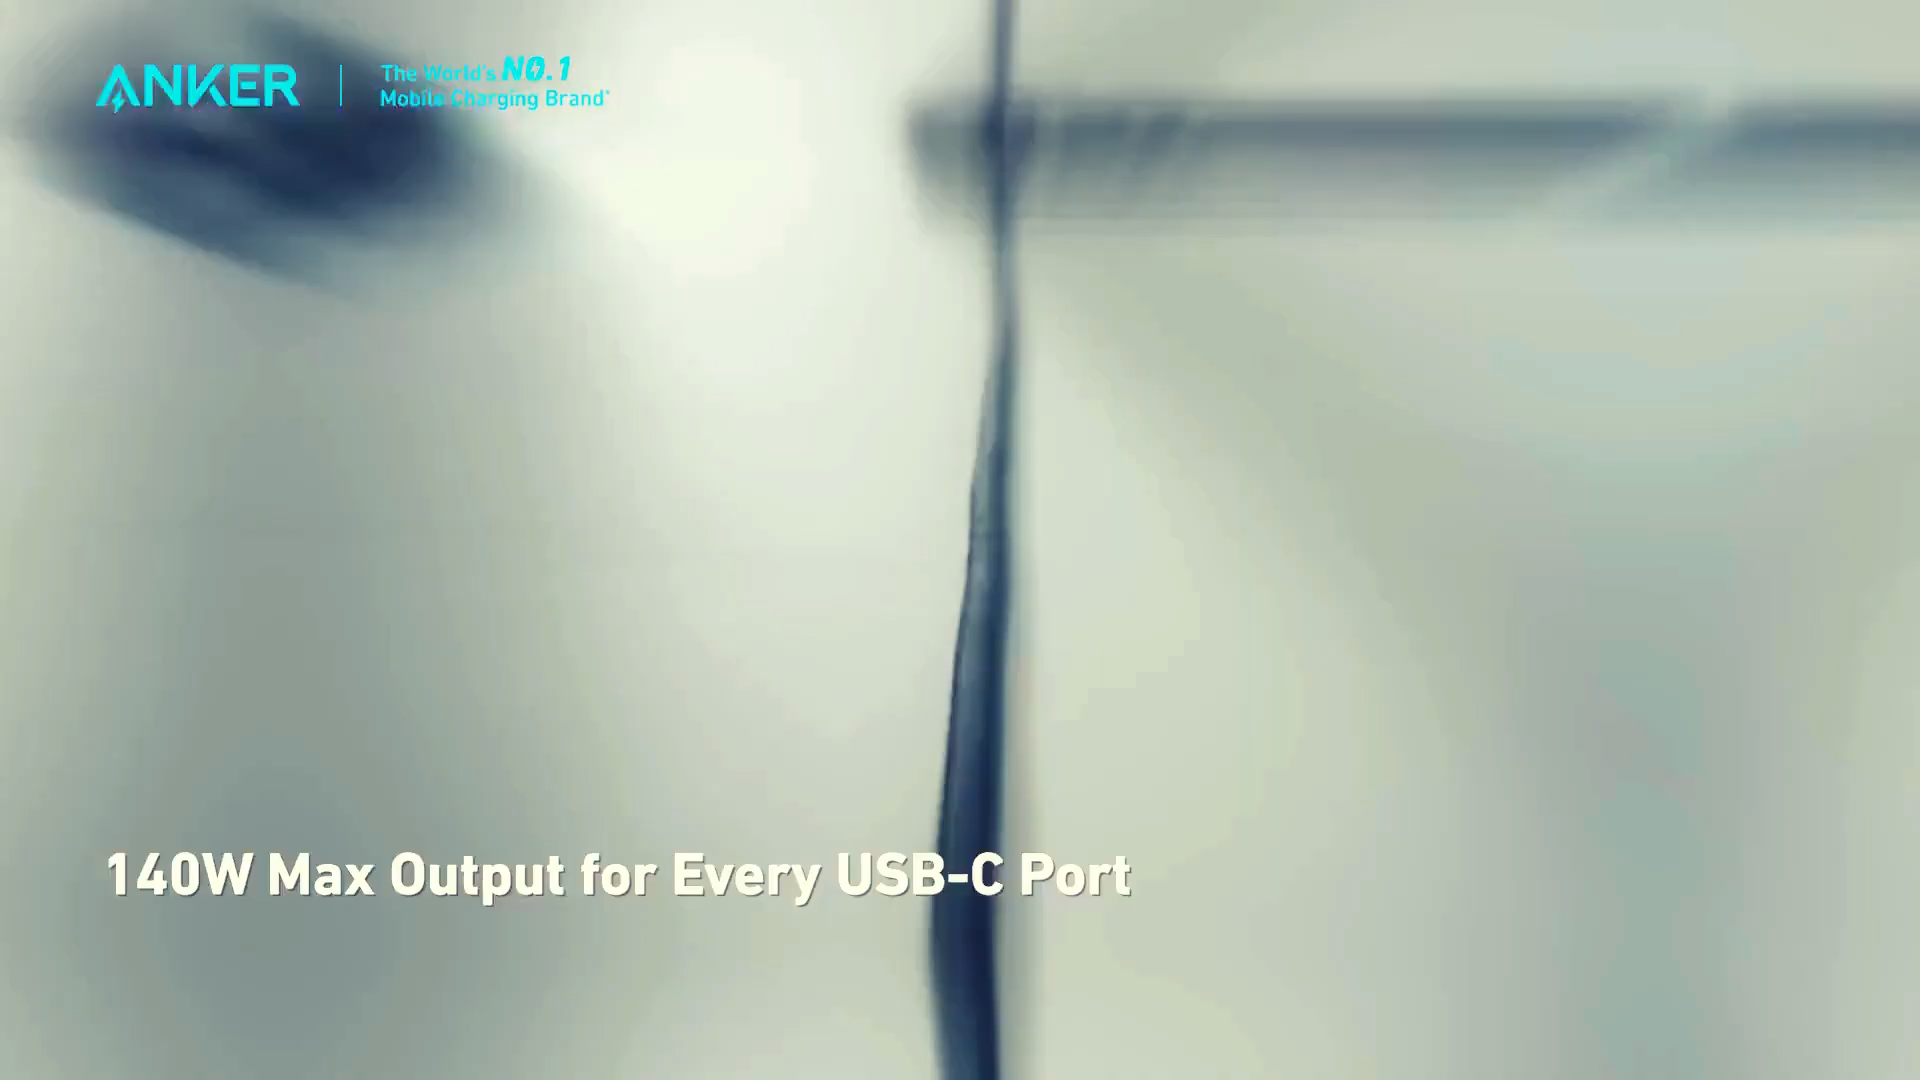 ANKER
The World's NO.1
Mobile Charging Brand*
140W Max Output for Every USB-C Port